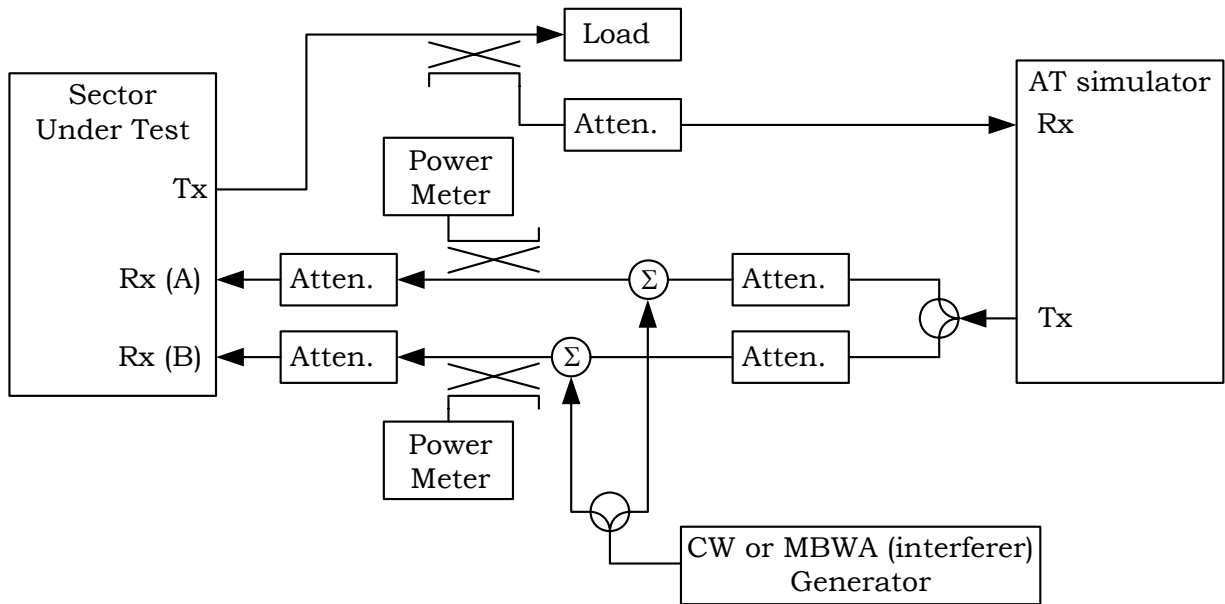 Load
Sector
Under Test
AT simulator
Atten.
Rx
Power
Meter
Tx
Rx (A)
Atten.
Σ
Atten.
Tx
Rx (B)
Atten.
Σ
Atten.
Power
Meter
CW or MBWA (interferer)
Generator